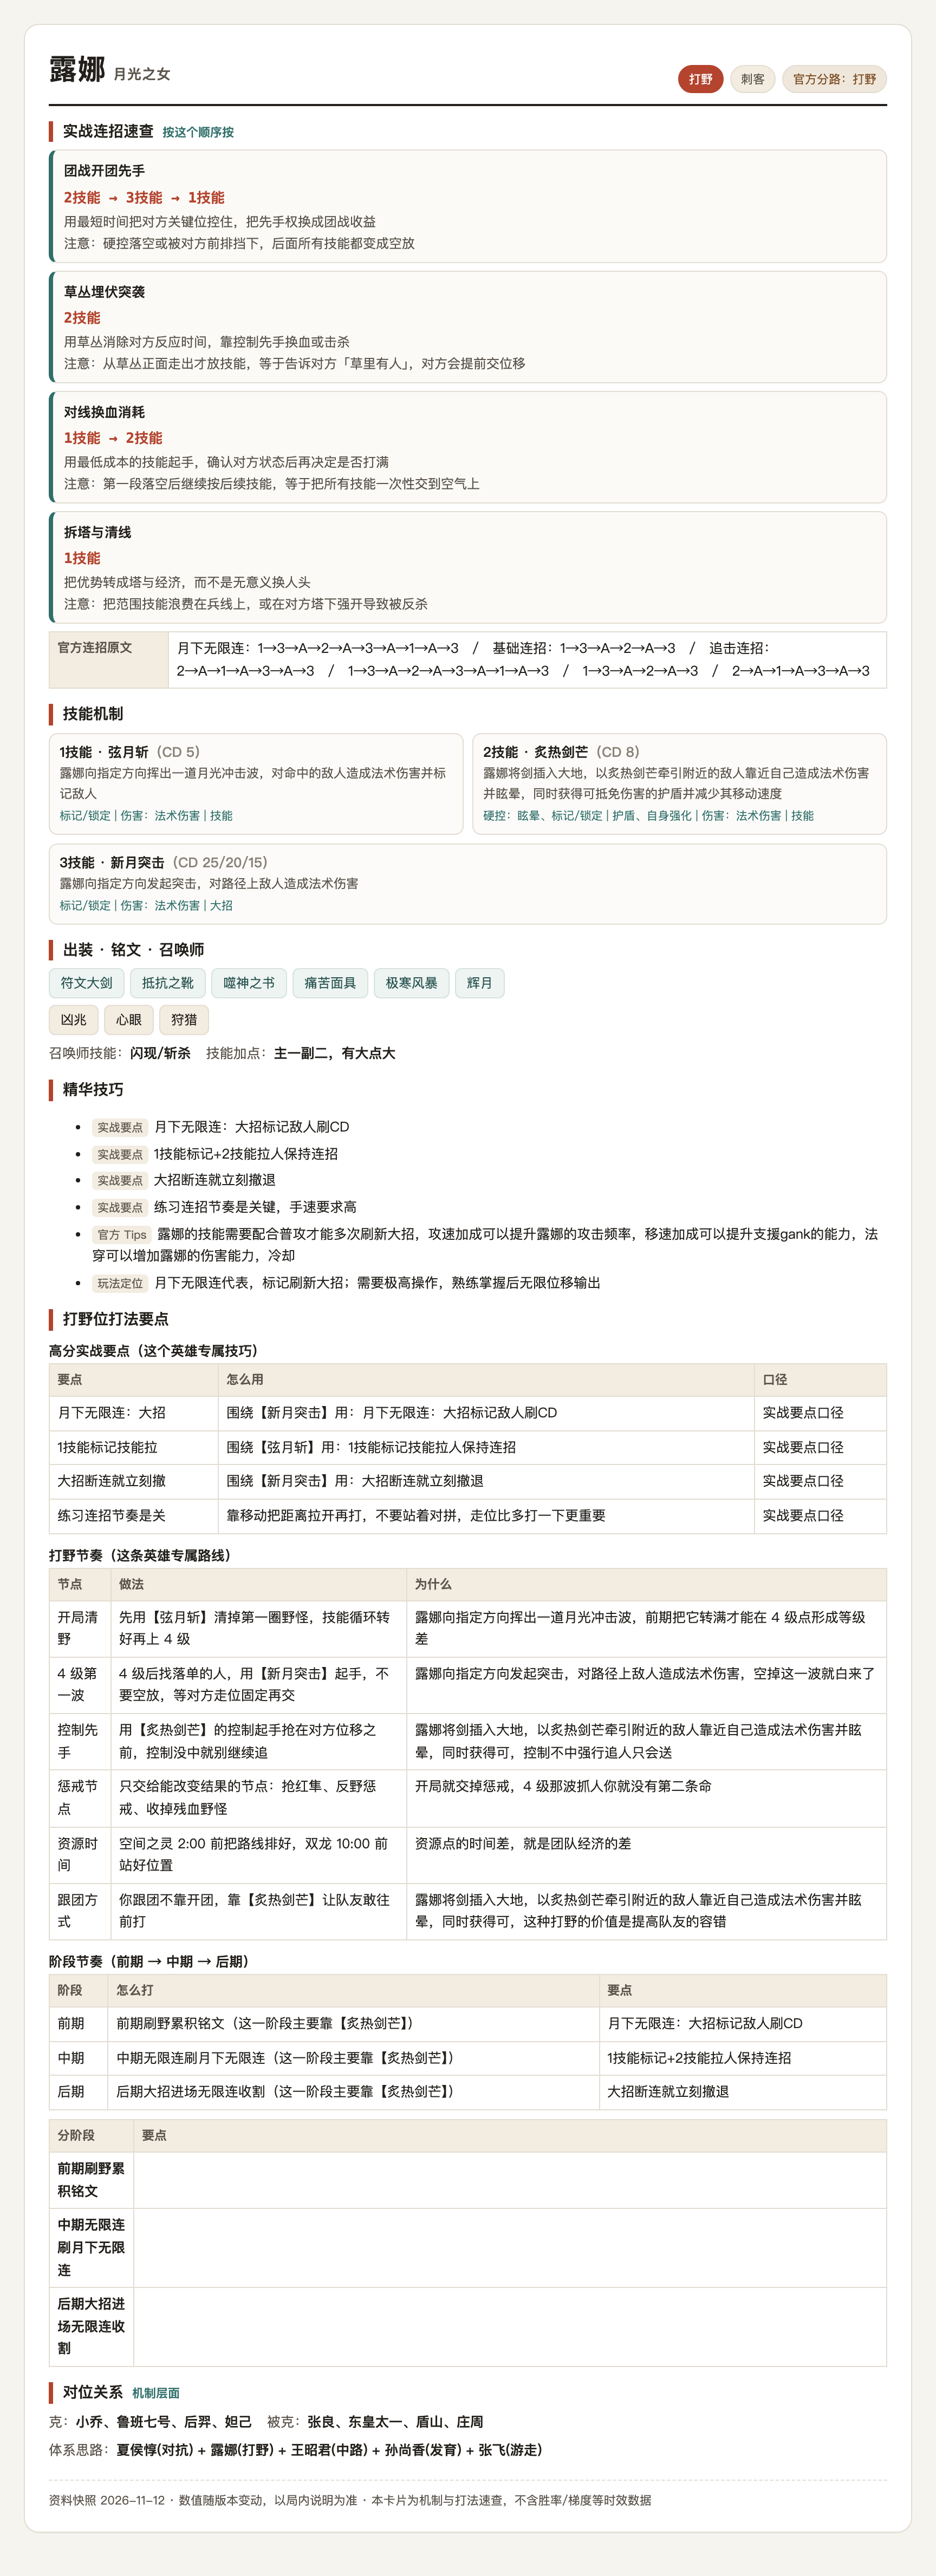 露娜 月光之女
打野 刺客 官方分路：打野
实战连招速查 按这个顺序按
团战开团先手
2技能 → 3技能 → 1技能
用最短时间把对方关键位控住，把先手权换成团战收益
注意：硬控落空或被对方前排挡下，后面所有技能都变成空放
草丛埋伏突袭
2技能
用草丛消除对方反应时间，靠控制先手换血或击杀
注意：从草丛正面走出才放技能，等于告诉对方「草里有人」，对方会提前交位移
对线换血消耗
1技能 → 2技能
用最低成本的技能起手，确认对方状态后再决定是否打满
注意：第一段落空后继续按后续技能，等于把所有技能一次性交到空气上
拆塔与清线
1技能
把优势转成塔与经济，而不是无意义换人头
注意：把范围技能浪费在兵线上，或在对方塔下强开导致被反杀
官方连招原文
月下无限连：1→3→A→2→A→3→A→1→A→3 / 基础连招：1→3→A→2→A→3 / 追击连招：
2→A→1→A→3→A→3 / 1→3→A→2→A→3→A→1→A→3 / 1→3→A→2→A→3 / 2→A→1→A→3→A→3
技能机制
1技能 · 弦月斩（CD 5）
露娜向指定方向挥出一道月光冲击波，对命中的敌人造成法术伤害并标
记敌人
标记/锁定 | 伤害：法术伤害 | 技能
2技能 · 炙热剑芒（CD 8）
露娜将剑插入大地，以炙热剑芒牵引附近的敌人靠近自己造成法术伤害
并眩晕，同时获得可抵免伤害的护盾并减少其移动速度
硬控：眩晕、标记/锁定 | 护盾、自身强化 | 伤害：法术伤害 | 技能
3技能 · 新月突击（CD 25/20/15）
露娜向指定方向发起突击，对路径上敌人造成法术伤害
标记/锁定 | 伤害：法术伤害 | 大招
出装 · 铭文 · 召唤师
符文大剑 抵抗之靴 噬神之书 痛苦面具 极寒风暴 辉月
凶兆 心眼 狩猎
召唤师技能：闪现/斩杀 技能加点：主一副二，有大点大
精华技巧
• 实战要点 月下无限连：大招标记敌人刷CD
• 实战要点 1技能标记+2技能拉人保持连招
• 实战要点 大招断连就立刻撤退
• 实战要点 练习连招节奏是关键，手速要求高
• 官方 Tips 露娜的技能需要配合普攻才能多次刷新大招，攻速加成可以提升露娜的攻击频率，移速加成可以提升支援gank的能力，法
穿可以增加露娜的伤害能力，冷却
• 玩法定位 月下无限连代表，标记刷新大招；需要极高操作，熟练掌握后无限位移输出
打野位打法要点
高分实战要点（这个英雄专属技巧）
要点 怎么用 口径
月下无限连：大招 围绕【新月突击】用：月下无限连：大招标记敌人刷CD 实战要点口径
1技能标记技能拉 围绕【弦月斩】用：1技能标记技能拉人保持连招 实战要点口径
大招断连就立刻撤 围绕【新月突击】用：大招断连就立刻撤退 实战要点口径
练习连招节奏是关 靠移动把距离拉开再打，不要站着对拼，走位比多打一下更重要 实战要点口径
打野节奏（这条英雄专属路线）
节点 做法 为什么
开局清
野
先用【弦月斩】清掉第一圈野怪，技能循环转
好再上 4 级
露娜向指定方向挥出一道月光冲击波，前期把它转满才能在 4 级点形成等级
差
4 级第
一波
4 级后找落单的人，用【新月突击】起手，不
要空放，等对方走位固定再交
露娜向指定方向发起突击，对路径上敌人造成法术伤害，空掉这一波就白来了
控制先
手
用【炙热剑芒】的控制起手抢在对方位移之
前，控制没中就别继续追
露娜将剑插入大地，以炙热剑芒牵引附近的敌人靠近自己造成法术伤害并眩
晕，同时获得可，控制不中强行追人只会送
惩戒节
点
只交给能改变结果的节点：抢红隼、反野惩
戒、收掉残血野怪
开局就交掉惩戒，4 级那波抓人你就没有第二条命
资源时
间
空间之灵 2:00 前把路线排好，双龙 10:00 前
站好位置
资源点的时间差，就是团队经济的差
跟团方
式
你跟团不靠开团，靠【炙热剑芒】让队友敢往
前打
露娜将剑插入大地，以炙热剑芒牵引附近的敌人靠近自己造成法术伤害并眩
晕，同时获得可，这种打野的价值是提高队友的容错
阶段节奏（前期 → 中期 → 后期）
阶段 怎么打 要点
前期 前期刷野累积铭文（这一阶段主要靠【炙热剑芒】） 月下无限连：大招标记敌人刷CD
中期 中期无限连刷月下无限连（这一阶段主要靠【炙热剑芒】） 1技能标记+2技能拉人保持连招
后期 后期大招进场无限连收割（这一阶段主要靠【炙热剑芒】） 大招断连就立刻撤退
分阶段 要点
前期刷野累
积铭文
中期无限连
刷月下无限
连
后期大招进
场无限连收
割
对位关系 机制层面
克：小乔、鲁班七号、后羿、妲己 被克：张良、东皇太一、盾山、庄周
体系思路：夏侯惇(对抗) + 露娜(打野) + 王昭君(中路) + 孙尚香(发育) + 张飞(游走)
资料快照 2026-11-12 · 数值随版本变动，以局内说明为准 · 本卡片为机制与打法速查，不含胜率/梯度等时效数据